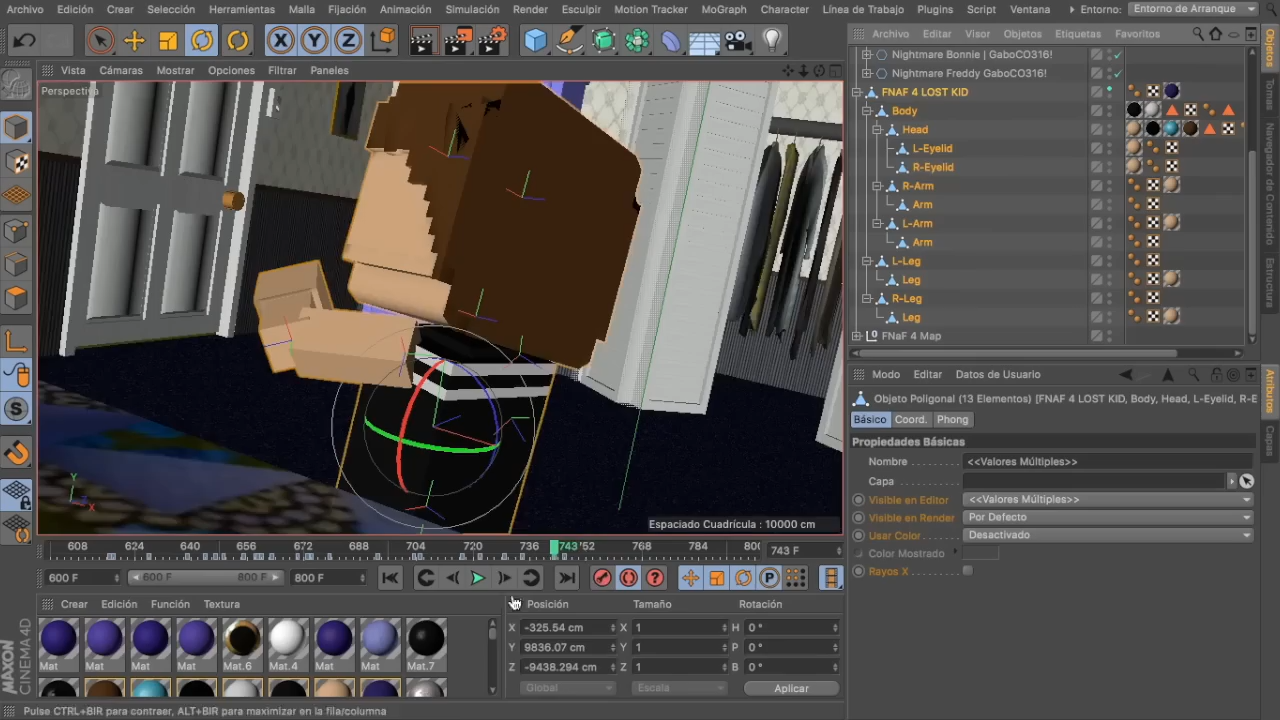 Archivo Edición Crear Selección Herramientas Malla Fijación Animación Simulación Render Esculpir Motion Tracker MoGraph Character Línea de Trabajo Plugins Script Ventana Entorno: Entorno de Arranque
X Y Z
Archivo Editar Visor Objetos Etiquetas Favoritos
Vista Cámaras Mostrar Opciones Filtrar Paneles
Perspectiva
Nightmare Bonnie | GaboCO316!
Nightmare Freddy GaboCO316!
FNAF 4 LOST KID
Body
Head
L-Eyelid
R-Eyelid
R-Arm
Arm
L-Arm
Arm
L-Leg
Leg
R-Leg
Leg
FNaF 4 Map
Objetos
Tomas
Navegador de Contenido
Estructura
Modo Editar Datos de Usuario
Objeto Poligonal (13 Elementos) [FNAF 4 LOST KID, Body, Head, L-Eyelid, R-E
Básico Coord. Phong
Propiedades Básicas
Nombre <<Valores Múltiples>>
Capa
Visible en Editor <<Valores Múltiples>>
Visible en Render Por Defecto
Usar Color Desactivado
Color Mostrado
Rayos X
Atributos
Capas
S
Y
X
Espaciado Cuadrícula : 10000 cm
608 624 640 656 672 688 704 720 736 743 '52 768 784 800 743 F
600 F 600 F 800 F 800 F
P
Crear Edición Función Textura
Mat Mat Mat Mat Mat.6 Mat.4 Mat Mat Mat.7
Posición Tamaño Rotación
X -325.54 cm X 1 H 0 °
Y 9836.07 cm Y 1 P 0 °
Z -9438.294 cm Z 1 B 0 °
Global Escala Aplicar
MAXON
CINEMA 4D
Pulse CTRL+BIR para contraer, ALT+BIR para maximizar en la fila/columna